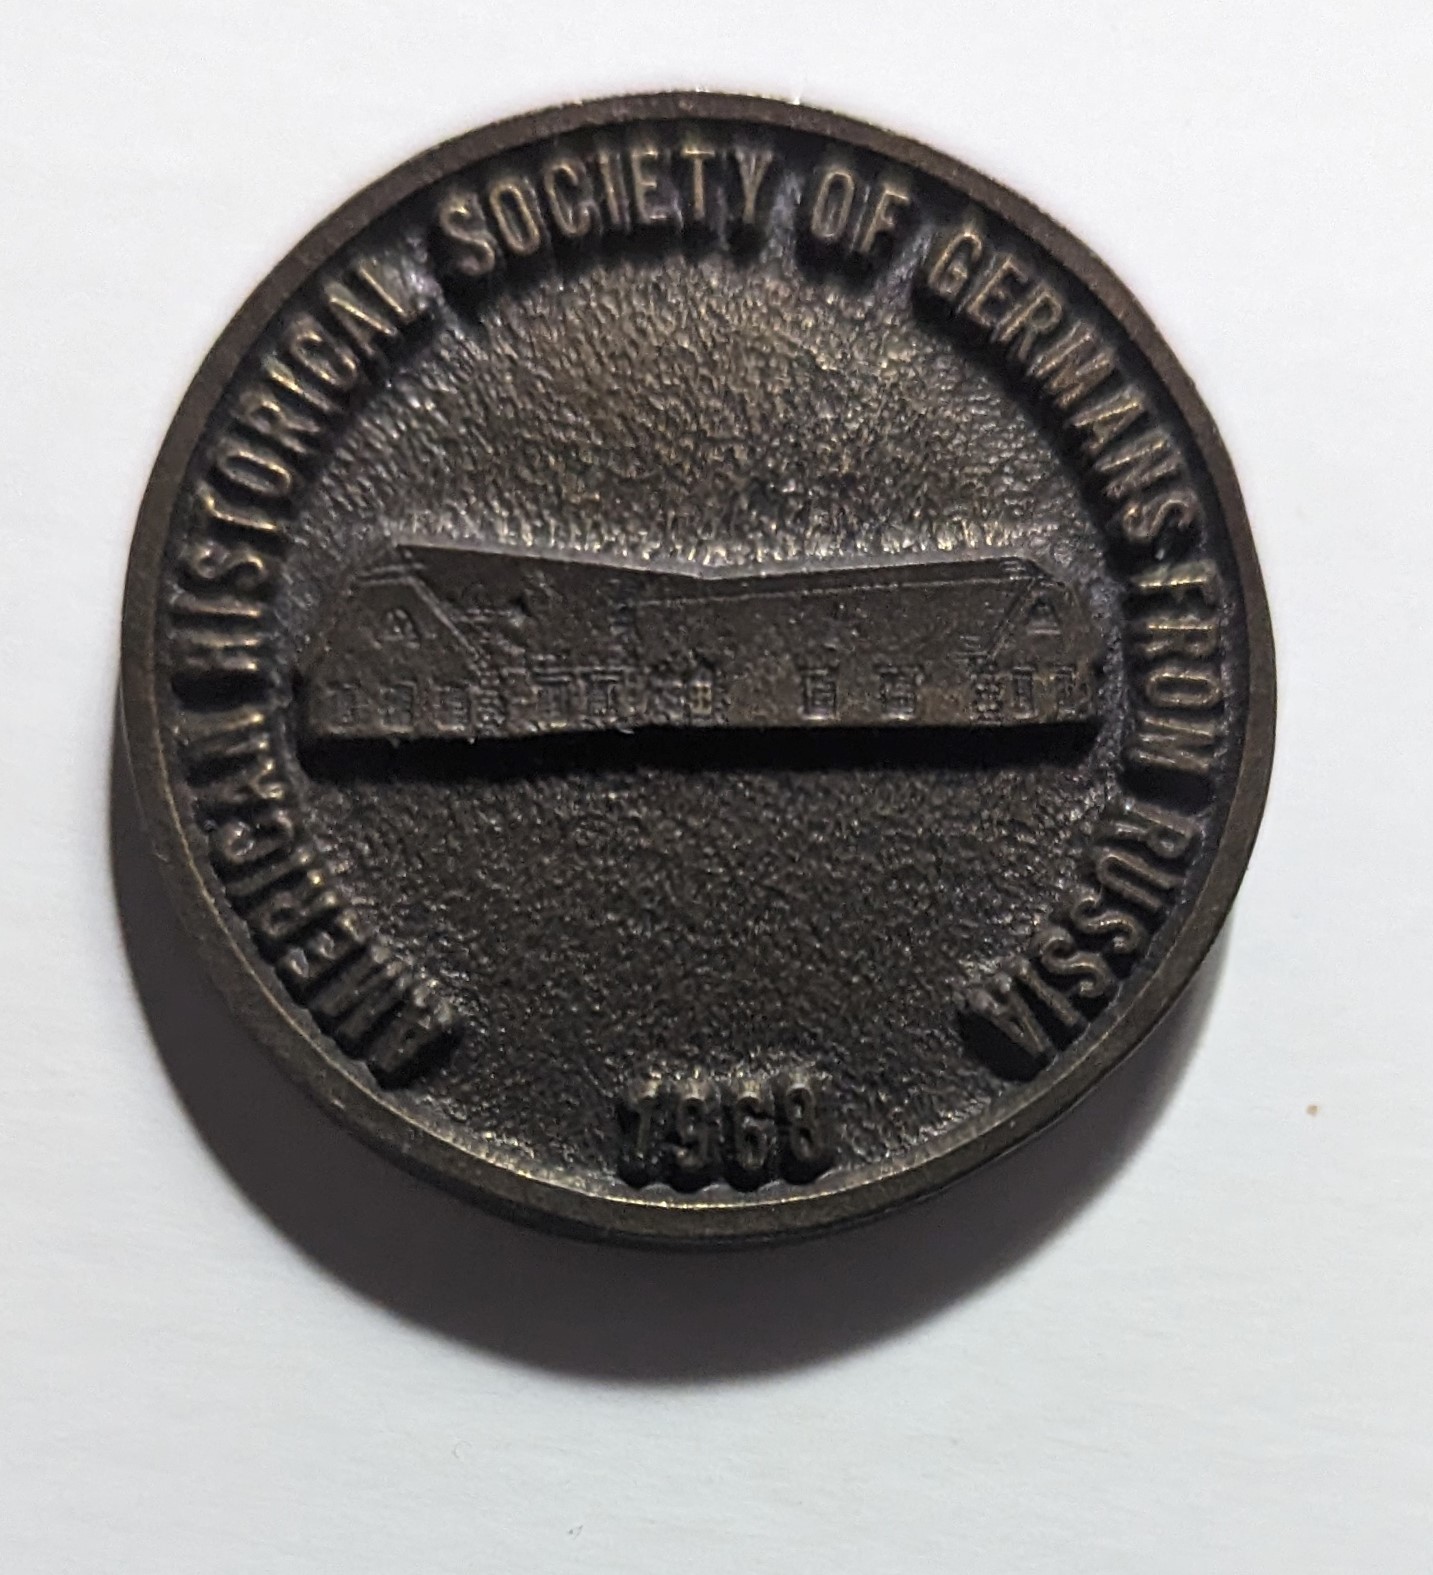 AMERICAN HISTORICAL SOCIETY OF GERMANS FROM RUSSIA
1968